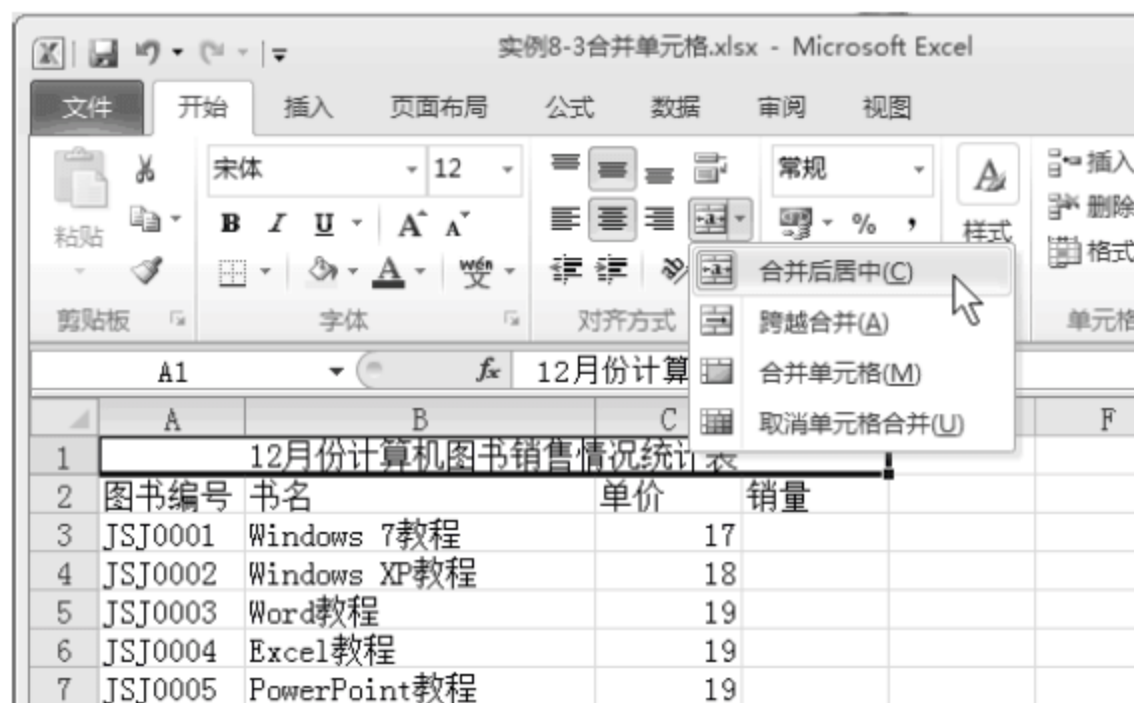 实例8-3合并单元格.xlsx - Microsoft Excel
文件 开始 插入 页面布局 公式 数据 审阅 视图
宋体 12 常规 插入
粘贴 B I U A A % , 样式 删除
A wén 文 格式
合并后居中(C)
剪贴板 字体 对齐方式 单元格
跨越合并(A)
A1 fx 12月份计算
合并单元格(M)
取消单元格合并(U)
A B C F
1 12月份计算机图书销售情况统计表
2 图书编号 书名 单价 销量
3 JSJ0001 Windows 7教程 17
4 JSJ0002 Windows XP教程 18
5 JSJ0003 Word教程 19
6 JSJ0004 Excel教程 19
7 JSJ0005 PowerPoint教程 19